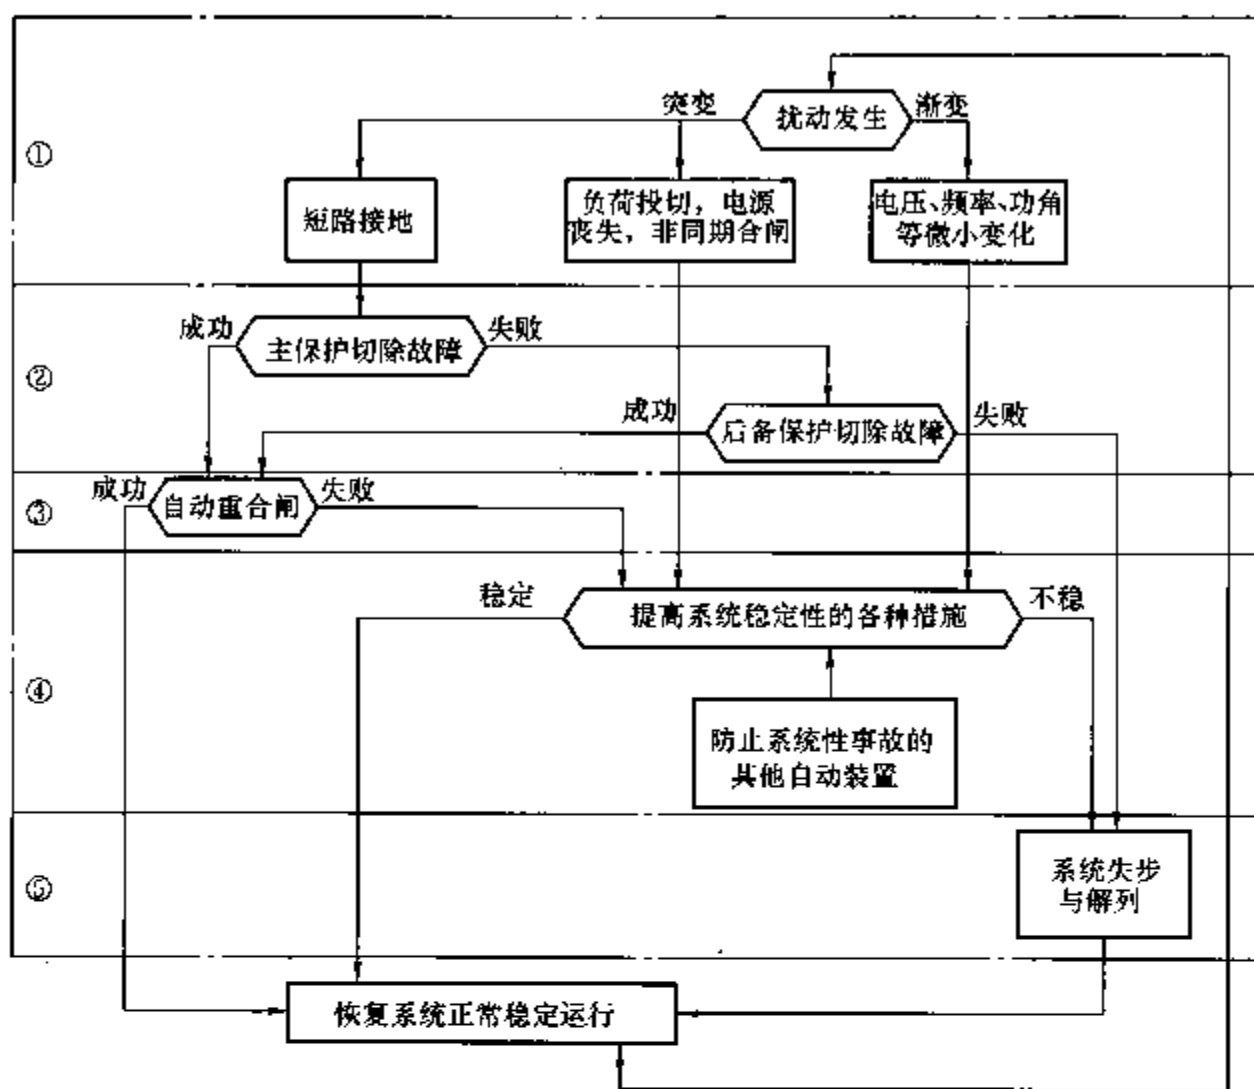 突变
扰动发生
渐变
①
短路接地
负荷投切，电源
丧失，非同期合闸
电压、频率、功角
等微小变化
成功
主保护切除故障
失败
②
成功
后备保护切除故障
失败
成功
自动重合闸
失败
③
稳定
提高系统稳定性的各种措施
不稳
④
防止系统性事故的
其他自动装置
⑤
系统失步
与解列
恢复系统正常稳定运行